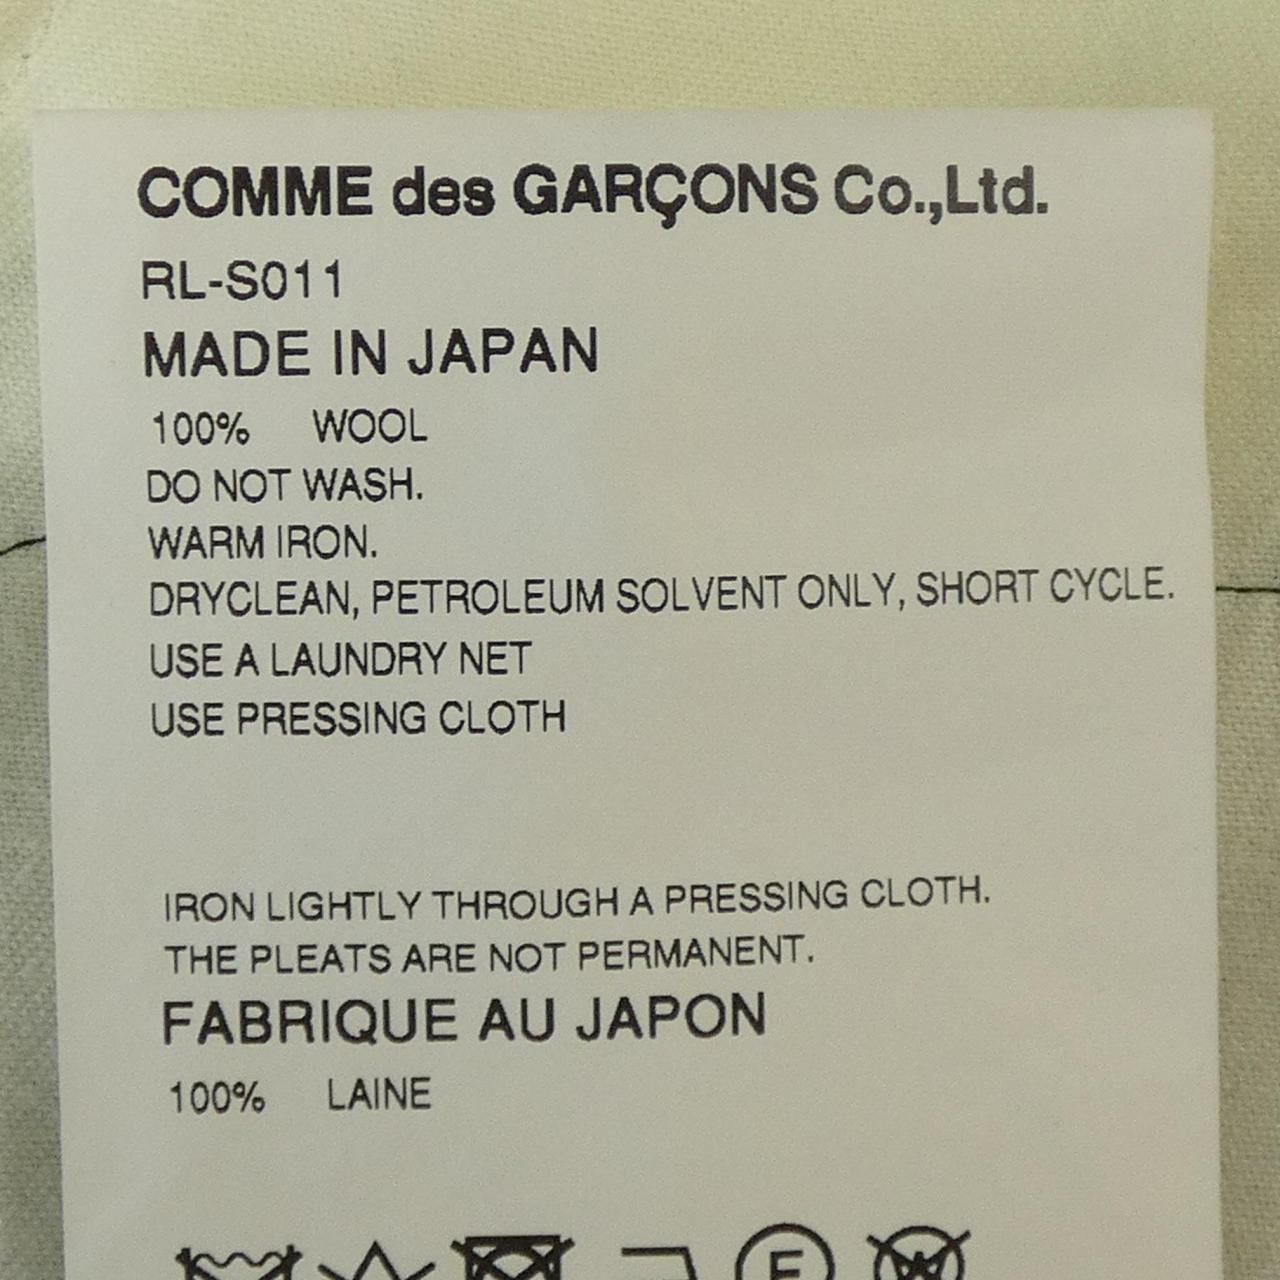 COMME des GARÇONS Co.,Ltd.
RL-S011
MADE IN JAPAN
100% WOOL
DO NOT WASH.
WARM IRON.
DRYCLEAN, PETROLEUM SOLVENT ONLY, SHORT CYCLE.
USE A LAUNDRY NET
USE PRESSING CLOTH
IRON LIGHTLY THROUGH A PRESSING CLOTH.
THE PLEATS ARE NOT PERMANENT.
FABRIQUE AU JAPON
100% LAINE
F